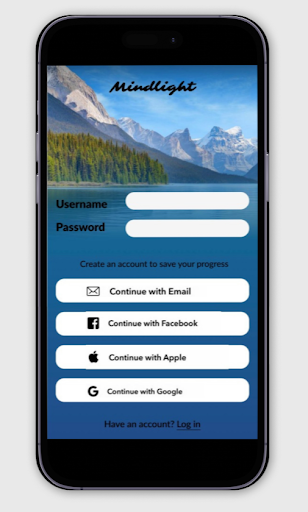 Mindlight
Username
Password
Create an account to save your progress
Continue with Email
Continue with Facebook
Continue with Apple
Continue with Google
Have an account? Log in